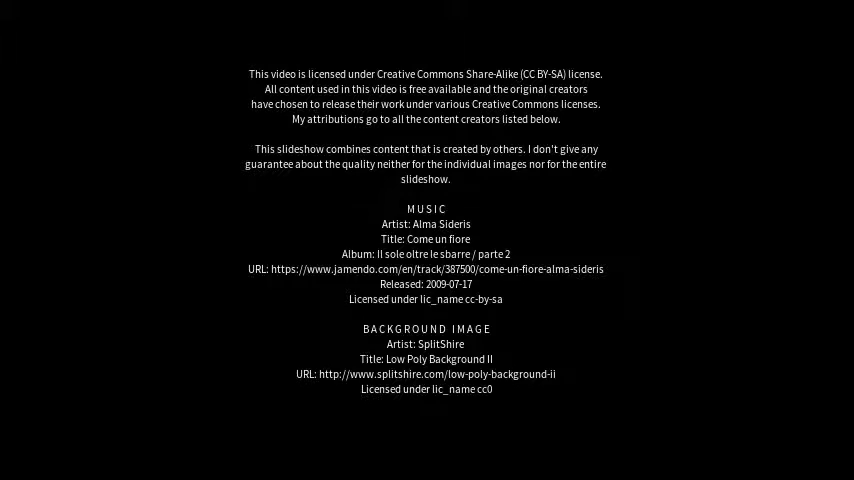 This video is licensed under Creative Commons Share-Alike (CC BY-SA) license.
All content used in this video is free available and the original creators
have chosen to release their work under various Creative Commons licenses.
My attributions go to all the content creators listed below.
This slideshow combines content that is created by others. I don't give any
guarantee about the quality neither for the individual images nor for the entire
slideshow.
MUSIC
Artist: Alma Sideris
Title: Come un fiore
Album: Il sole oltre le sbarre / parte 2
URL: https://www.jamendo.com/en/track/387500/come-un-fiore-alma-sideris
Released: 2009-07-17
Licensed under lic_name cc-by-sa
BACKGROUND IMAGE
Artist: SplitShire
Title: Low Poly Background II
URL: http://www.splitshire.com/low-poly-background-ii
Licensed under lic_name cc0